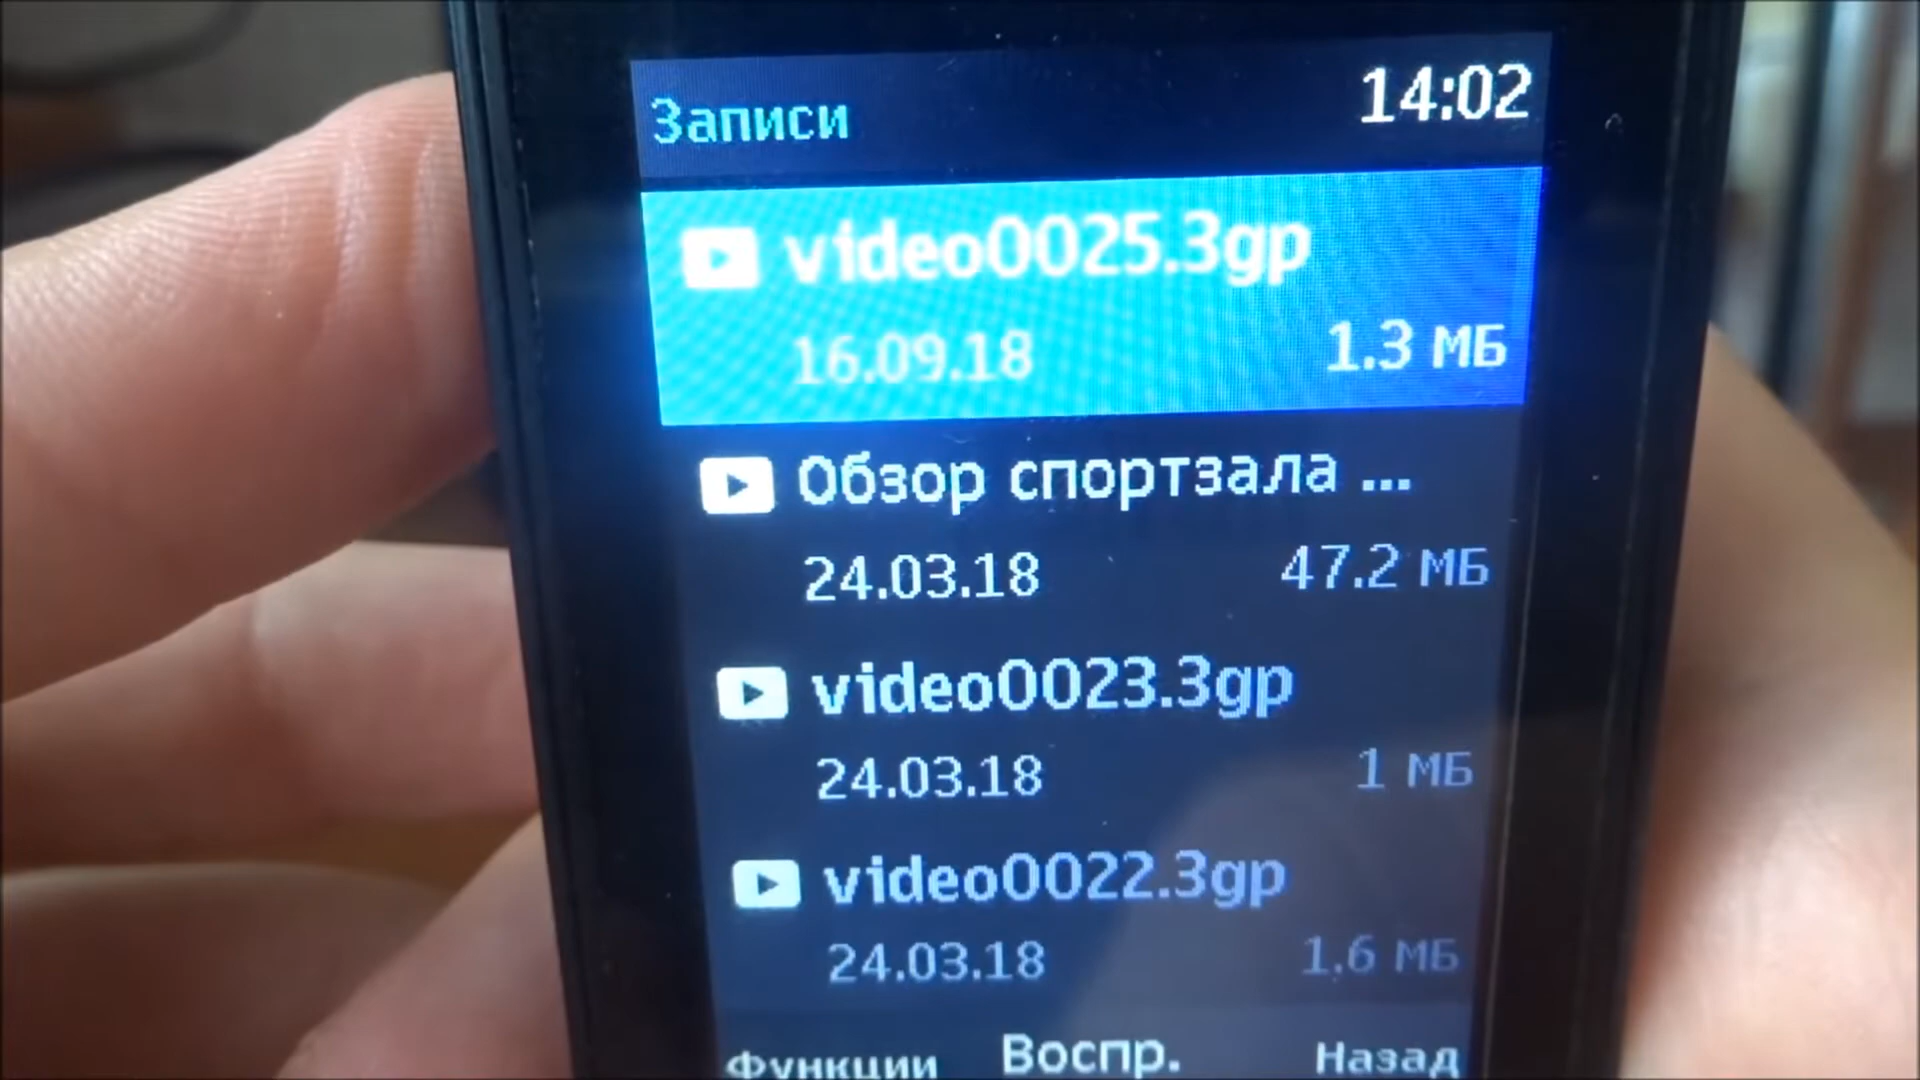 Записи 14:02
video0025.3gp
16.09.18 1.3 МБ
Обзор спортзала ...
24.03.18 47.2 МБ
video0023.3gp
24.03.18 1 МБ
video0022.3gp
24.03.18 1.6 МБ
Функции Воспр. Назад